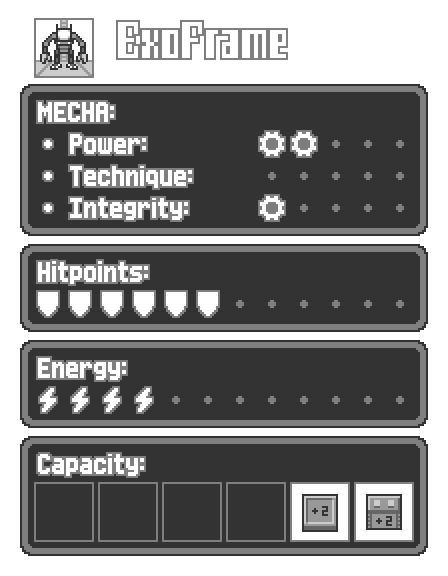 ExoFrame
MECHA:
• Power:
• Technique:
• Integrity:
Hitpoints:
Energy:
Capacity:
+2 +2